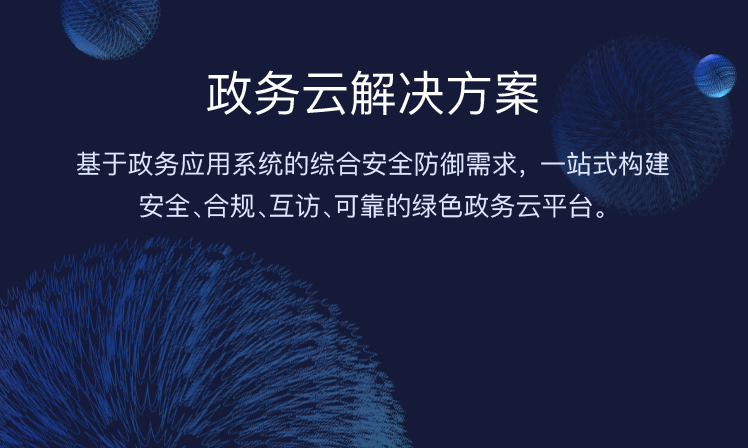 政务云解决方案
基于政务应用系统的综合安全防御需求，一站式构建
安全、合规、互访、可靠的绿色政务云平台。